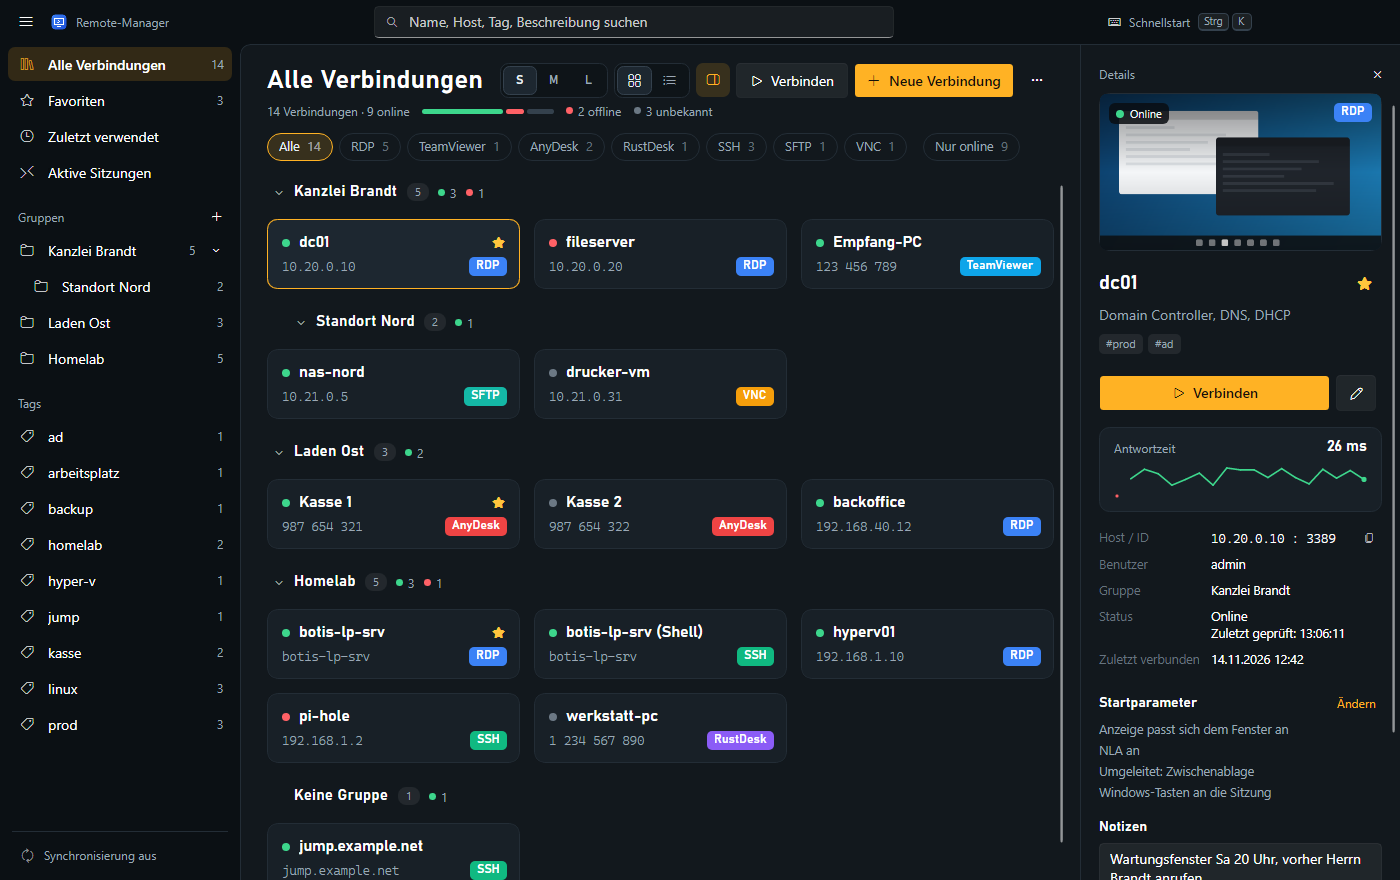 Remote-Manager
Name, Host, Tag, Beschreibung suchen
Schnellstart Strg K
Alle Verbindungen 14
Favoriten 3
Zuletzt verwendet
Aktive Sitzungen
Gruppen
Kanzlei Brandt 5
Standort Nord 2
Laden Ost 3
Homelab 5
Tags
ad 1
arbeitsplatz 1
backup 1
homelab 2
hyper-v 1
jump 1
kasse 2
linux 3
prod 3
Synchronisierung aus
Alle Verbindungen
S M L
Verbinden
Neue Verbindung
14 Verbindungen · 9 online
2 offline
3 unbekannt
Alle 14
RDP 5
TeamViewer 1
AnyDesk 2
RustDesk 1
SSH 3
SFTP 1
VNC 1
Nur online 9
Kanzlei Brandt 5 3 1
dc01
10.20.0.10 RDP
fileserver
10.20.0.20 RDP
Empfang-PC
123 456 789 TeamViewer
Standort Nord 2 1
nas-nord
10.21.0.5 SFTP
drucker-vm
10.21.0.31 VNC
Laden Ost 3 2
Kasse 1
987 654 321 AnyDesk
Kasse 2
987 654 322 AnyDesk
backoffice
192.168.40.12 RDP
Homelab 5 3 1
botis-lp-srv
botis-lp-srv RDP
botis-lp-srv (Shell)
botis-lp-srv SSH
hyperv01
192.168.1.10 RDP
pi-hole
192.168.1.2 SSH
werkstatt-pc
1 234 567 890 RustDesk
Keine Gruppe 1 1
jump.example.net
jump.example.net SSH
Details
Online RDP
dc01
Domain Controller, DNS, DHCP
#prod #ad
Verbinden
Antwortzeit 26 ms
Host / ID 10.20.0.10 : 3389
Benutzer admin
Gruppe Kanzlei Brandt
Status Online
Zuletzt geprüft: 13:06:11
Zuletzt verbunden 14.11.2026 12:42
Startparameter Ändern
Anzeige passt sich dem Fenster an
NLA an
Umgeleitet: Zwischenablage
Windows-Tasten an die Sitzung
Notizen
Wartungsfenster Sa 20 Uhr, vorher Herrn
Brandt anrufen